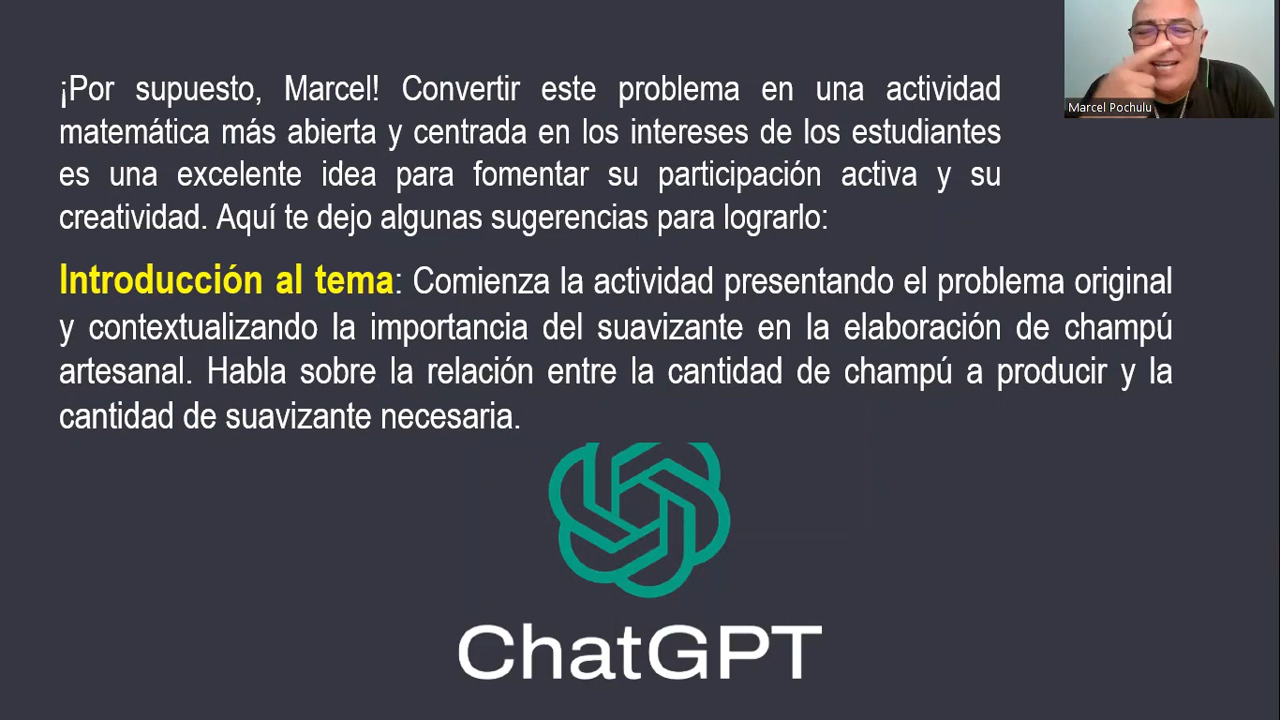 ¡Por supuesto, Marcel! Convertir este problema en una actividad
matemática más abierta y centrada en los intereses de los estudiantes
es una excelente idea para fomentar su participación activa y su
creatividad. Aquí te dejo algunas sugerencias para lograrlo:
Introducción al tema: Comienza la actividad presentando el problema original
y contextualizando la importancia del suavizante en la elaboración de champú
artesanal. Habla sobre la relación entre la cantidad de champú a producir y la
cantidad de suavizante necesaria.
ChatGPT
Marcel Pochulu